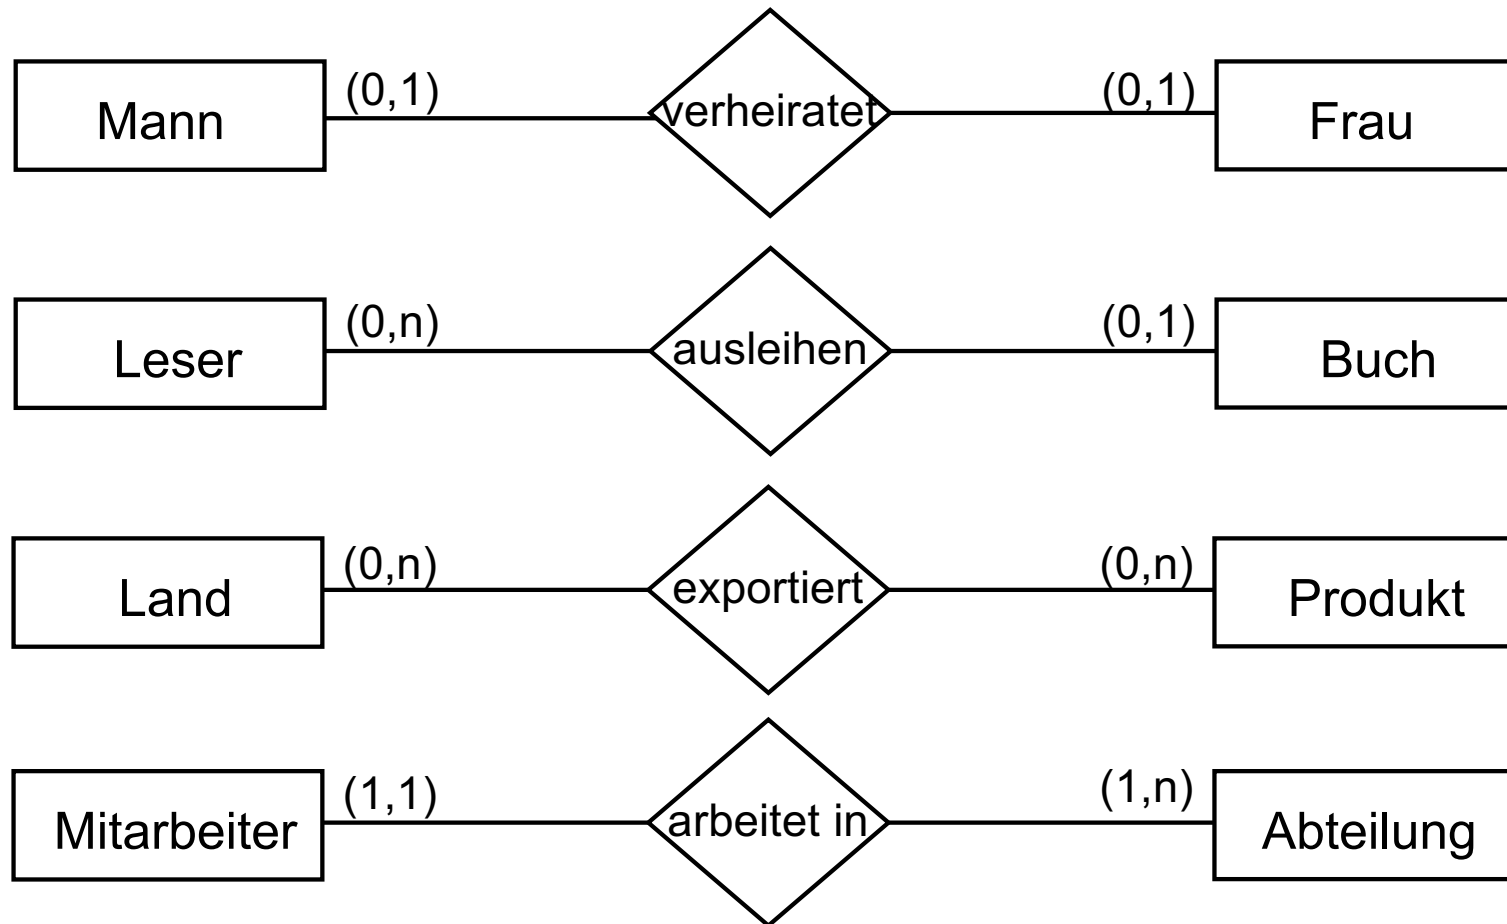 Mann (0,1) verheiratet (0,1) Frau
Leser (0,n) ausleihen (0,1) Buch
Land (0,n) exportiert (0,n) Produkt
Mitarbeiter (1,1) arbeitet in (1,n) Abteilung